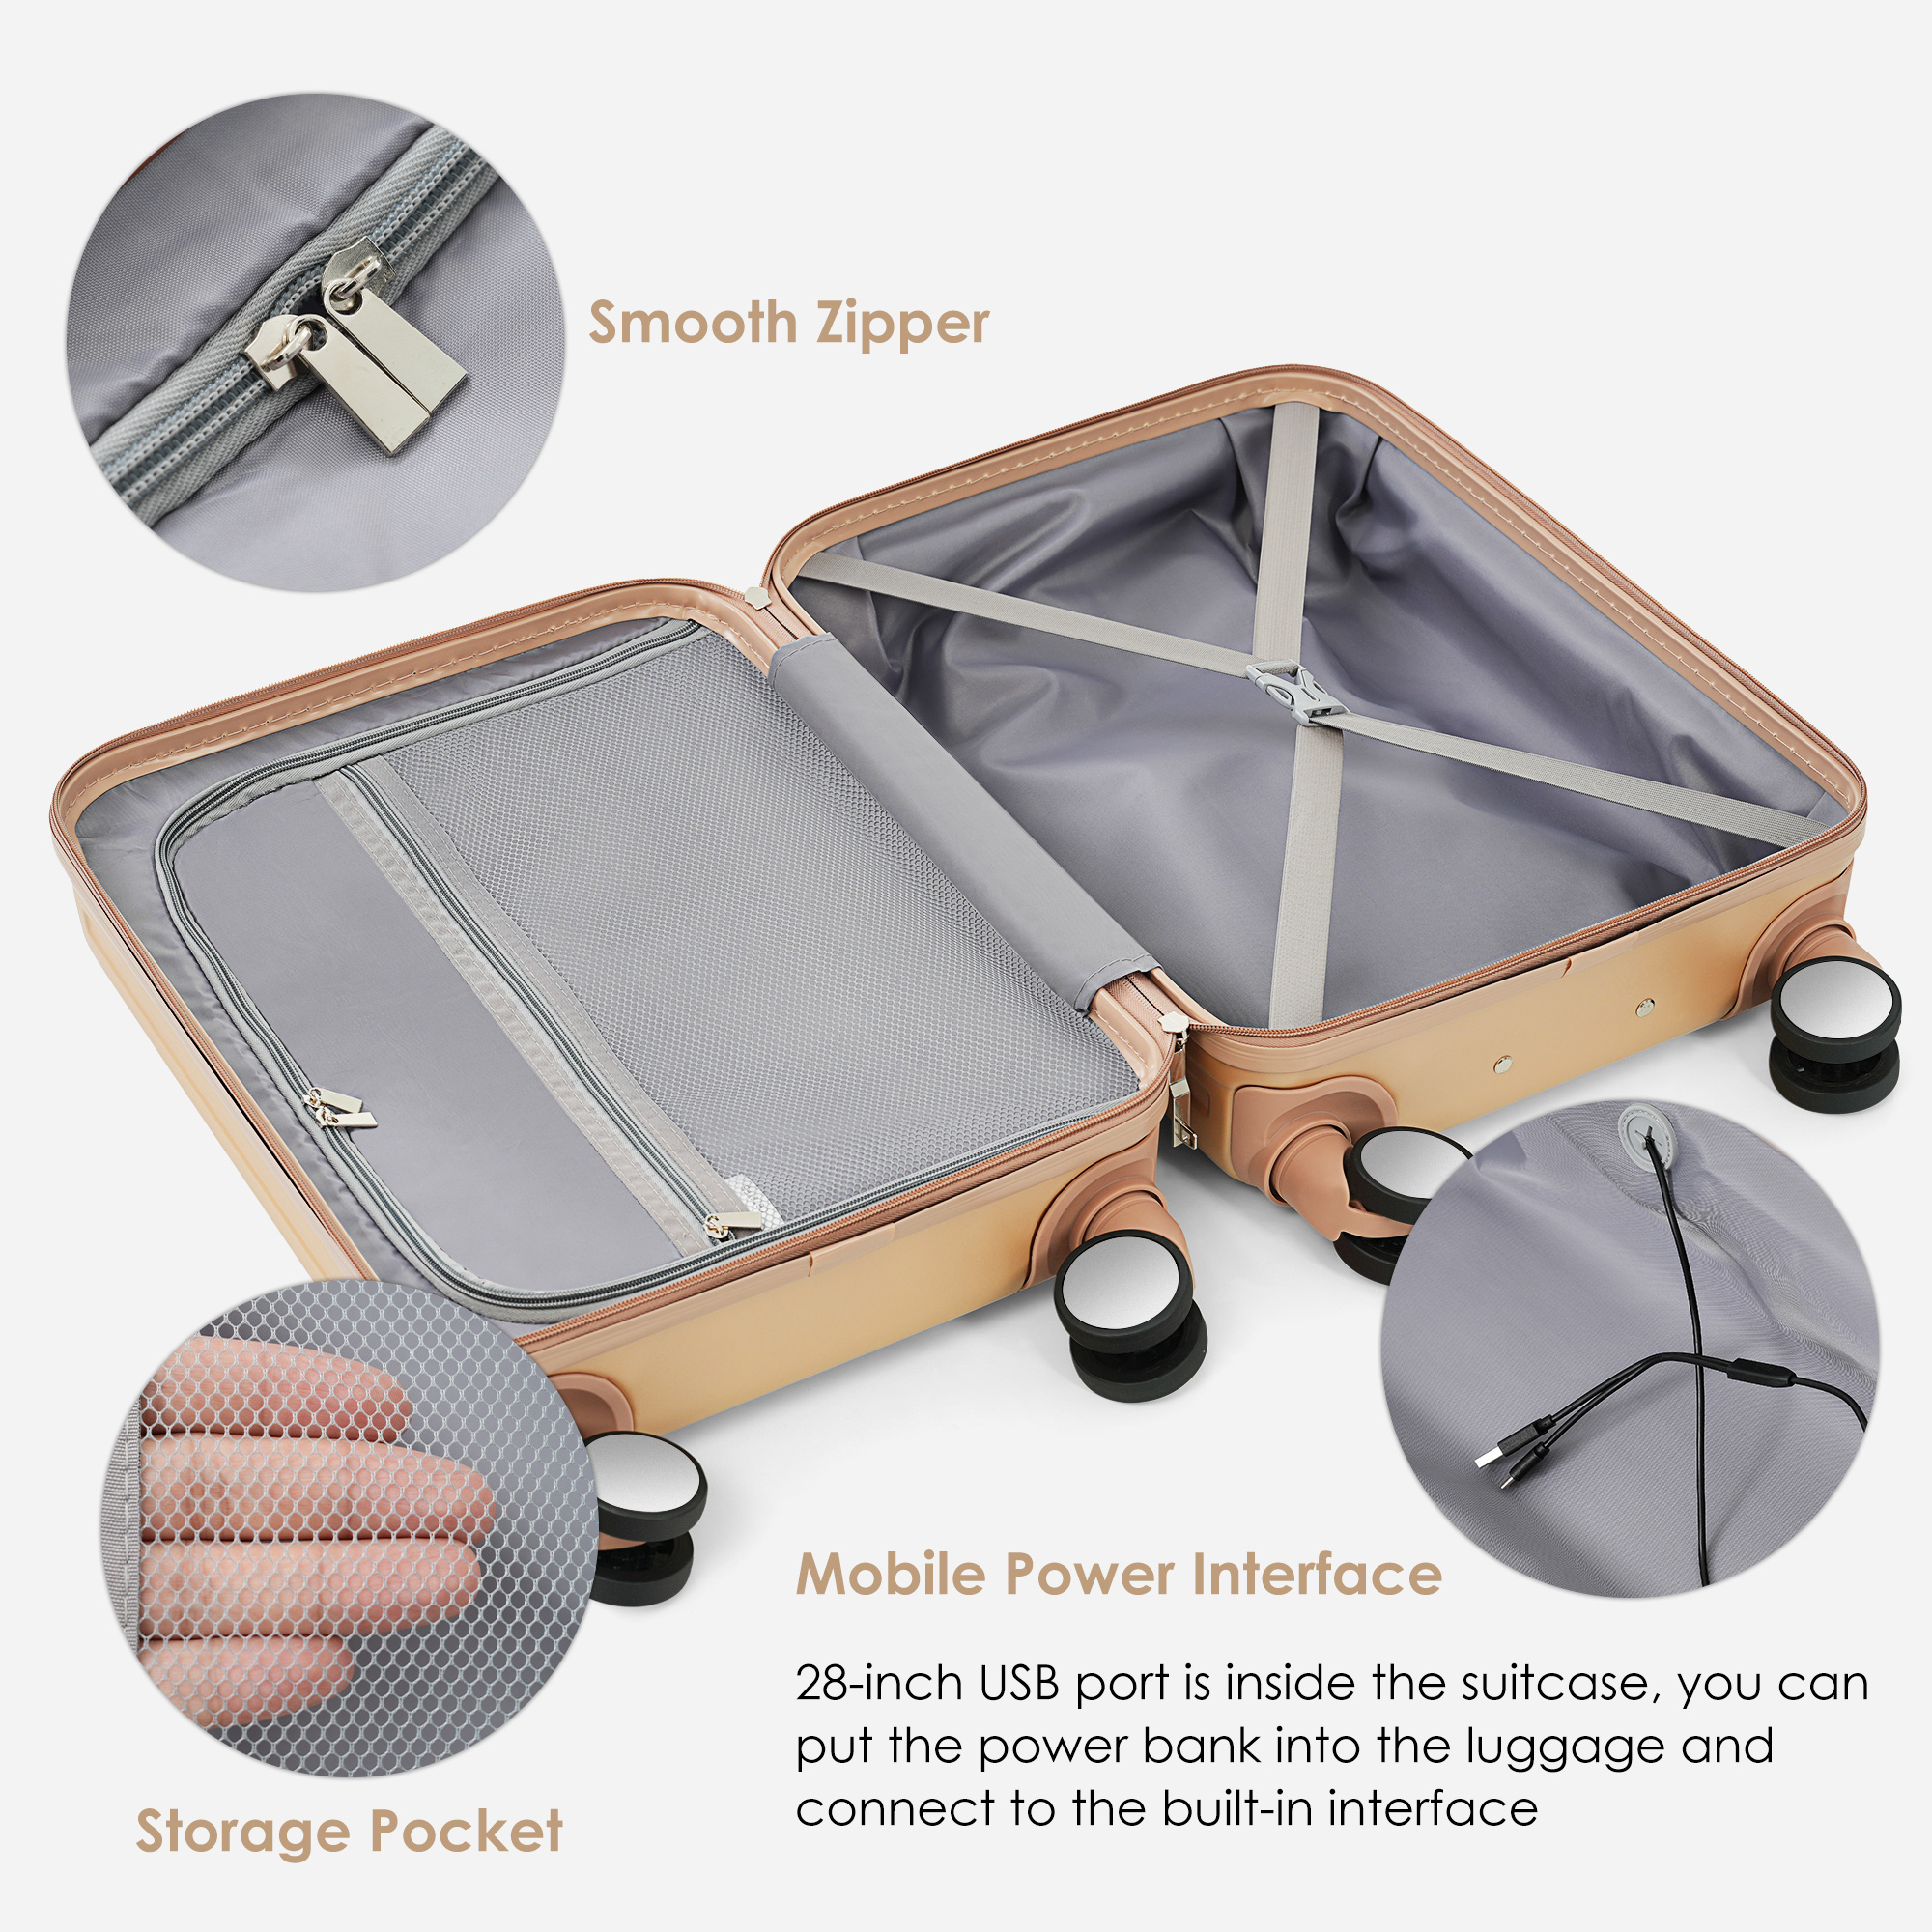 Smooth Zipper
Mobile Power Interface
28-inch USB port is inside the suitcase, you can
put the power bank into the luggage and
connect to the built-in interface
Storage Pocket